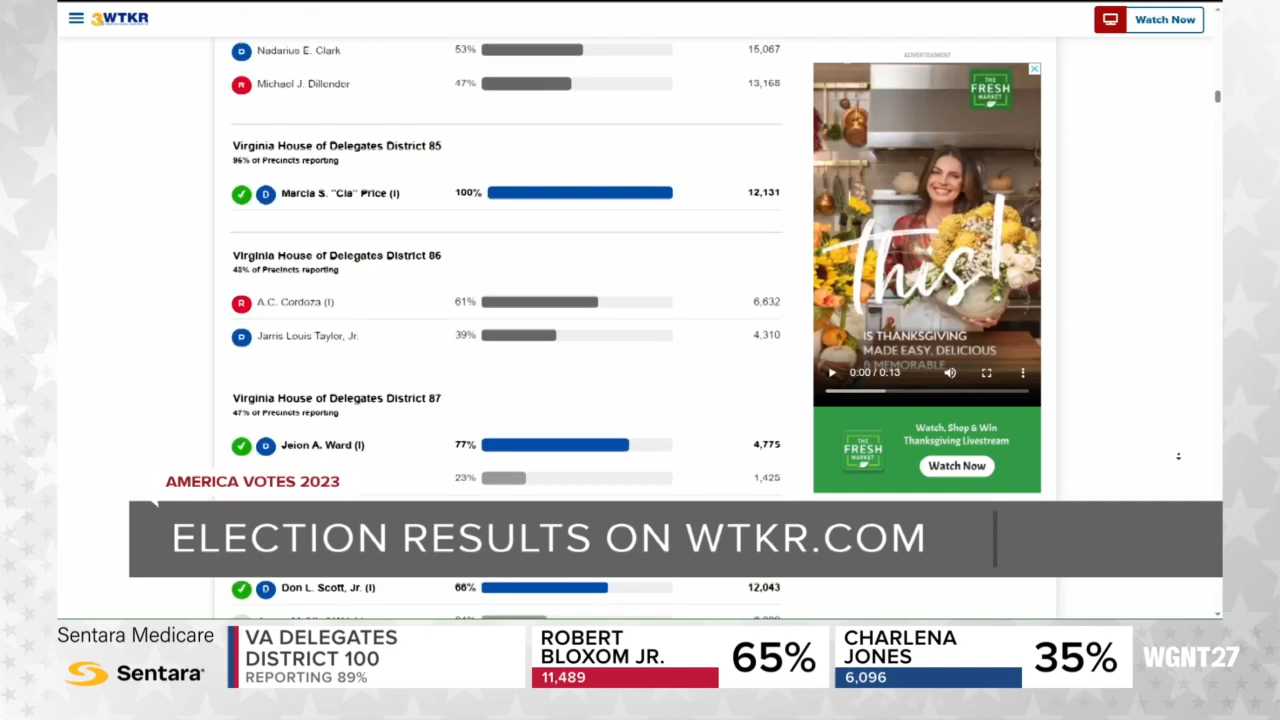 3WTKR
Watch Now
D Nadarius E. Clark 53% 15,067
R Michael J. Dillender 47% 13,168
Virginia House of Delegates District 85
96% of Precincts reporting
D Marcia S. "Cia" Price (I) 100% 12,131
Virginia House of Delegates District 86
43% of Precincts reporting
R A.C. Cordoza (I) 61% 6,632
D Jarris Louis Taylor, Jr. 39% 4,310
Virginia House of Delegates District 87
47% of Precincts reporting
D Jeion A. Ward (I) 77% 4,775
23% 1,425
D Don L. Scott, Jr. (I) 66% 12,043
ADVERTISEMENT
THE
FRESH
MARKET
this!
IS THANKSGIVING
MADE EASY, DELICIOUS
& MEMORABLE
0:00 / 0:13
THE
FRESH
MARKET
Watch, Shop & Win
Thanksgiving Livestream
Watch Now
AMERICA VOTES 2023
ELECTION RESULTS ON WTKR.COM
Sentara Medicare
Sentara
VA DELEGATES
DISTRICT 100
REPORTING 89%
ROBERT
BLOXOM JR.
11,489
65%
CHARLENA
JONES
6,096
35%
WGNT27